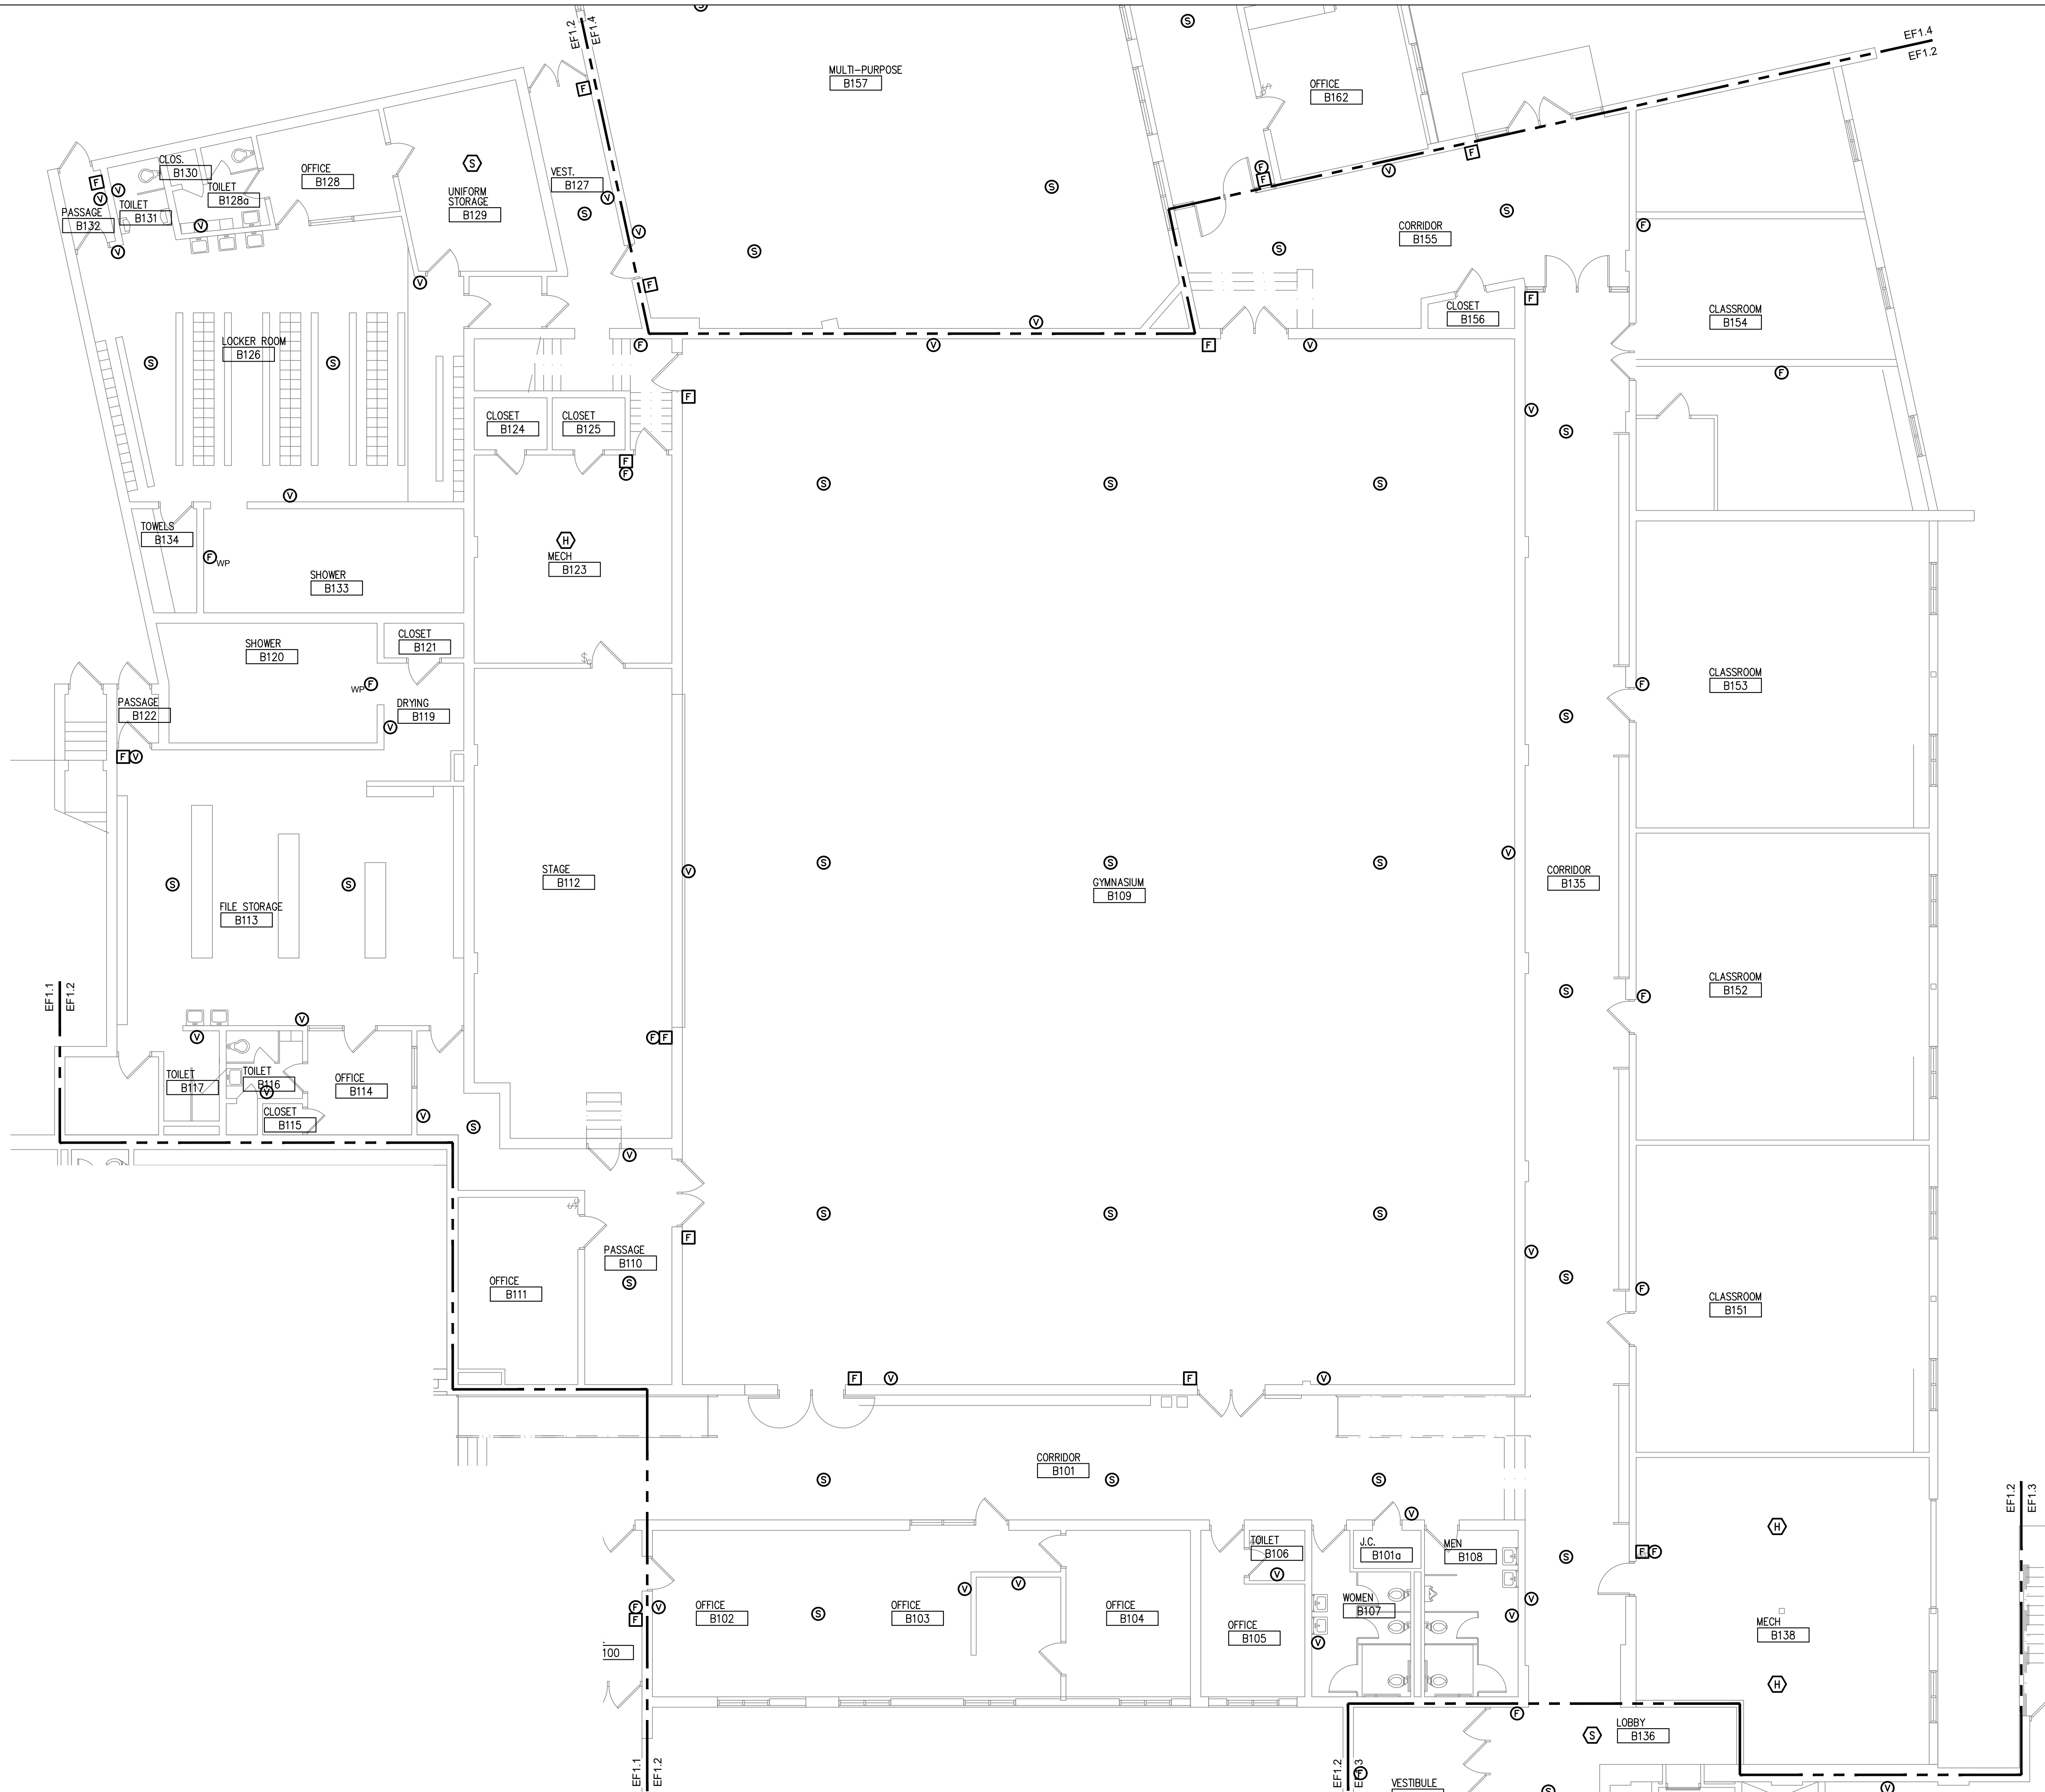 EF1.2
EF1.4
EF1.4
EF1.2
MULTI-PURPOSE
B157
OFFICE
B162
CLOS.
B130
TOILET
B128a
OFFICE
B128
UNIFORM
STORAGE
B129
VEST.
B127
PASSAGE
B132
TOILET
B131
CORRIDOR
B155
CLOSET
B156
CLASSROOM
B154
LOCKER ROOM
B126
CLOSET
B124
CLOSET
B125
TOWELS
B134
WP
SHOWER
B133
MECH
B123
SHOWER
B120
CLOSET
B121
WP
PASSAGE
B122
DRYING
B119
CLASSROOM
B153
STAGE
B112
GYMNASIUM
B109
CORRIDOR
B135
FILE STORAGE
B113
EF1.1
EF1.2
CLASSROOM
B152
TOILET
B117
TOILET
B116
OFFICE
B114
CLOSET
B115
PASSAGE
B110
OFFICE
B111
CLASSROOM
B151
CORRIDOR
B101
EF1.2
EF1.3
TOILET
B106
J.C.
B101a
MEN
B108
OFFICE
B102
OFFICE
B103
OFFICE
B104
OFFICE
B105
WOMEN
B107
MECH
B138
100
LOBBY
B136
EF1.1
EF1.2
EF1.2
VESTIBULE